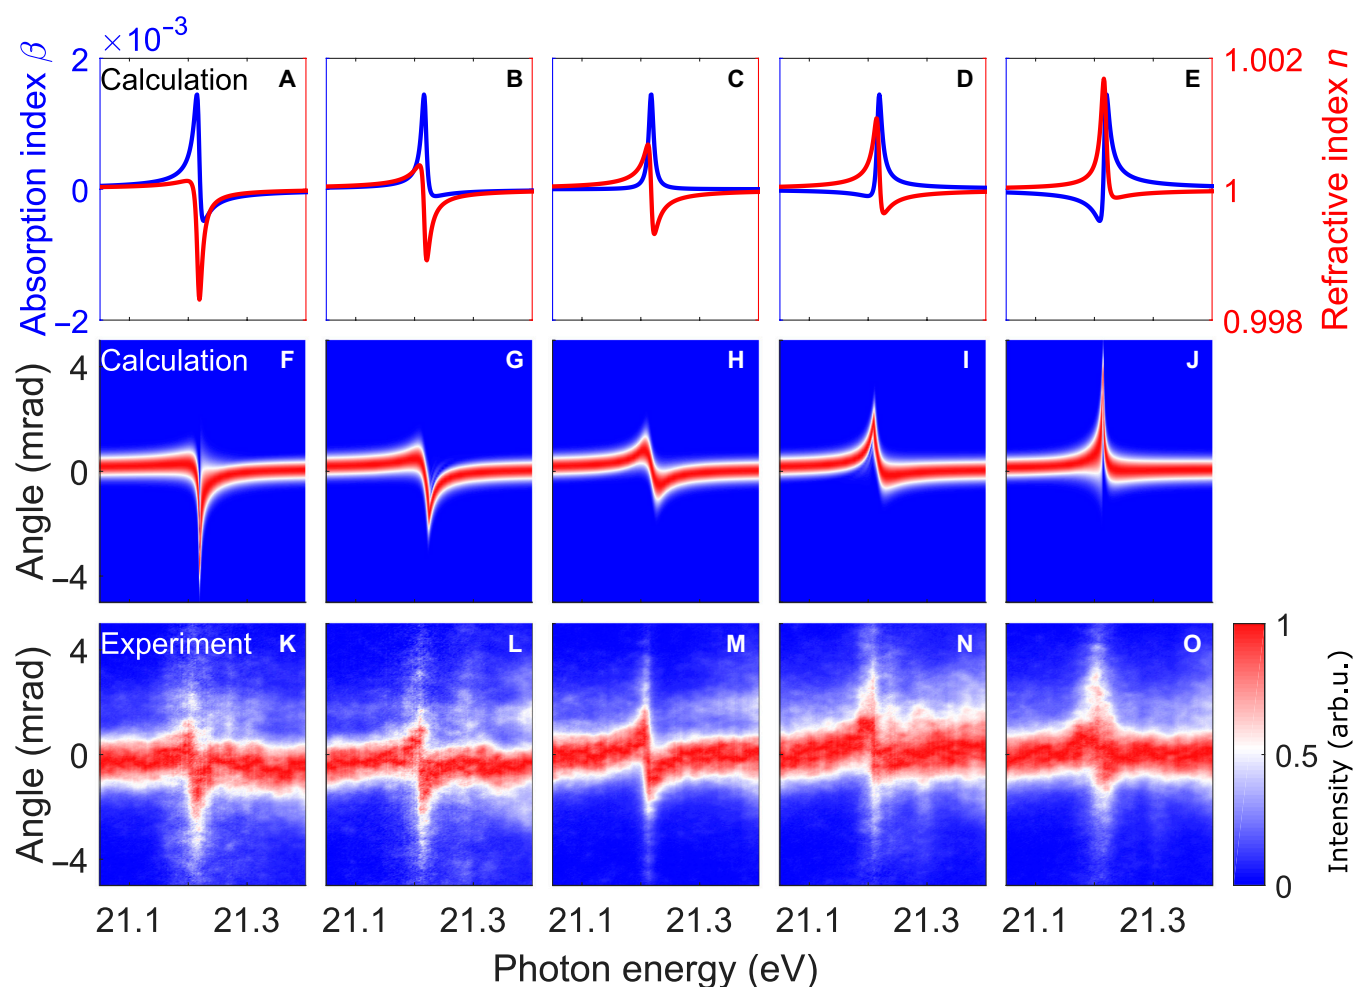 ×10−3
Absorption index β
2
0
−2
Calculation A
B
C
D
E
1.002
1
0.998
Refractive index n
Angle (mrad)
4
0
−4
Calculation F
G
H
I
J
Angle (mrad)
4
0
−4
Experiment K
L
M
N
O
1
0.5
0
Intensity (arb.u.)
21.1 21.3 21.1 21.3 21.1 21.3 21.1 21.3 21.1 21.3
Photon energy (eV)